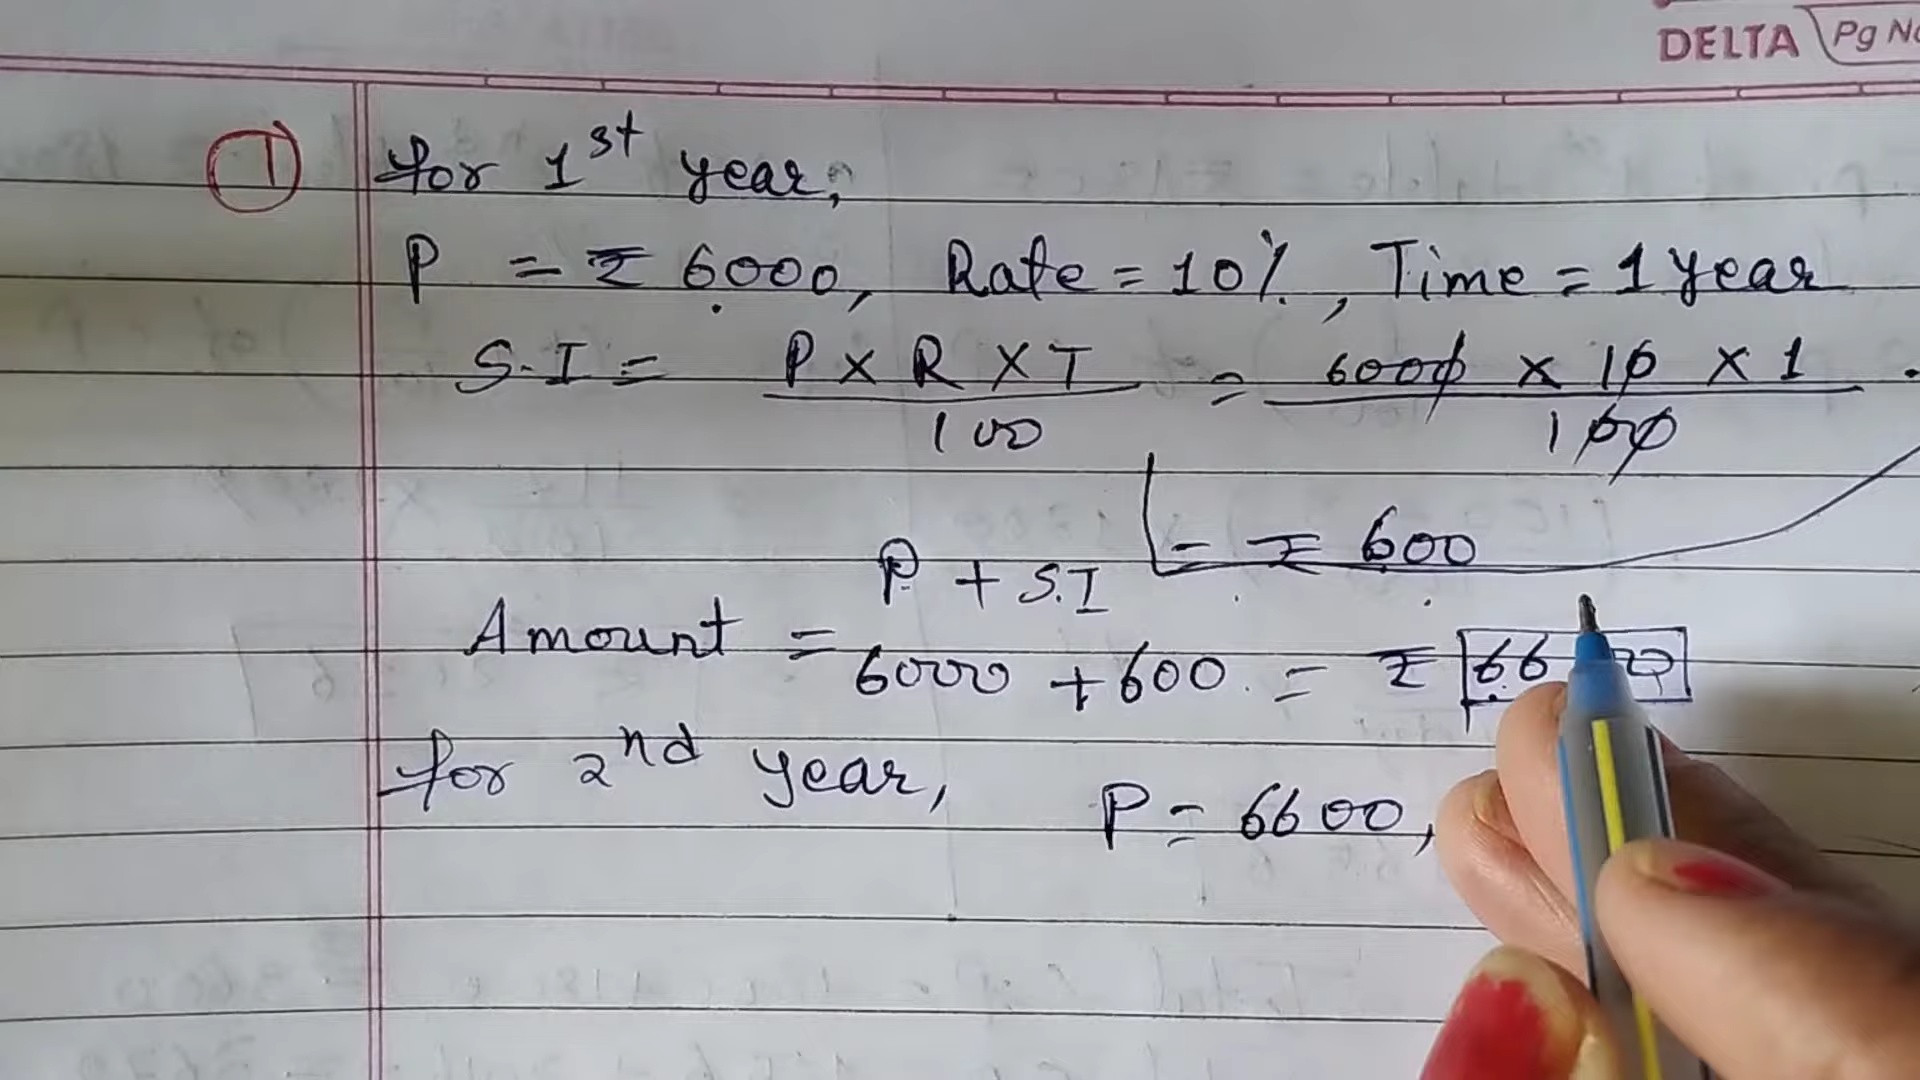 DELTA Pg No
1 for 1st year,
P = ₹ 6000, Rate = 10%, Time = 1 year
S.I = P x R x T / 100 = 6000 x 10 x 1 / 100
= ₹ 600
P + S.I
Amount = 6000 + 600 = ₹ 6600
for 2nd year, P = 6600,